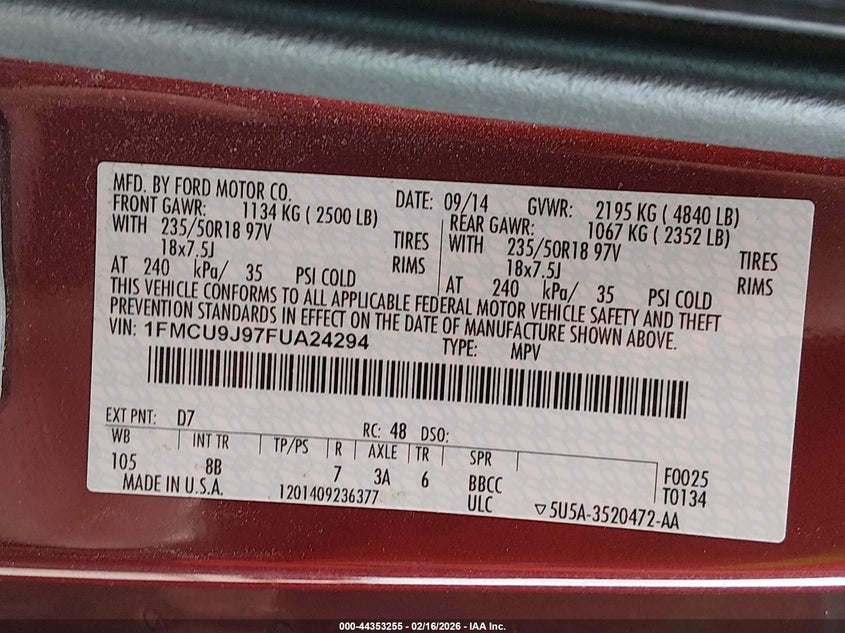 MFD. BY FORD MOTOR CO. DATE: 09/14 GVWR: 2195 KG ( 4840 LB)
FRONT GAWR: 1134 KG ( 2500 LB) REAR GAWR: 1067 KG ( 2352 LB)
WITH 235/50R18 97V TIRES WITH 235/50R18 97V TIRES
18x7.5J RIMS 18x7.5J RIMS
AT 240 kPa/ 35 PSI COLD AT 240 kPa/ 35 PSI COLD
THIS VEHICLE CONFORMS TO ALL APPLICABLE FEDERAL MOTOR VEHICLE SAFETY AND THEFT
PREVENTION STANDARDS IN EFFECT ON THE DATE OF MANUFACTURE SHOWN ABOVE.
VIN: 1FMCU9J97FUA24294 TYPE: MPV
EXT PNT: D7 RC: 48 DSO:
WB INT TR TP/PS R AXLE TR SPR
105 8B 7 3A 6 BBCC F0025
MADE IN U.S.A. 1201409236377 ULC T0134
▽5U5A-3520472-AA
000-44353255 - 02/16/2026 - IAA Inc.